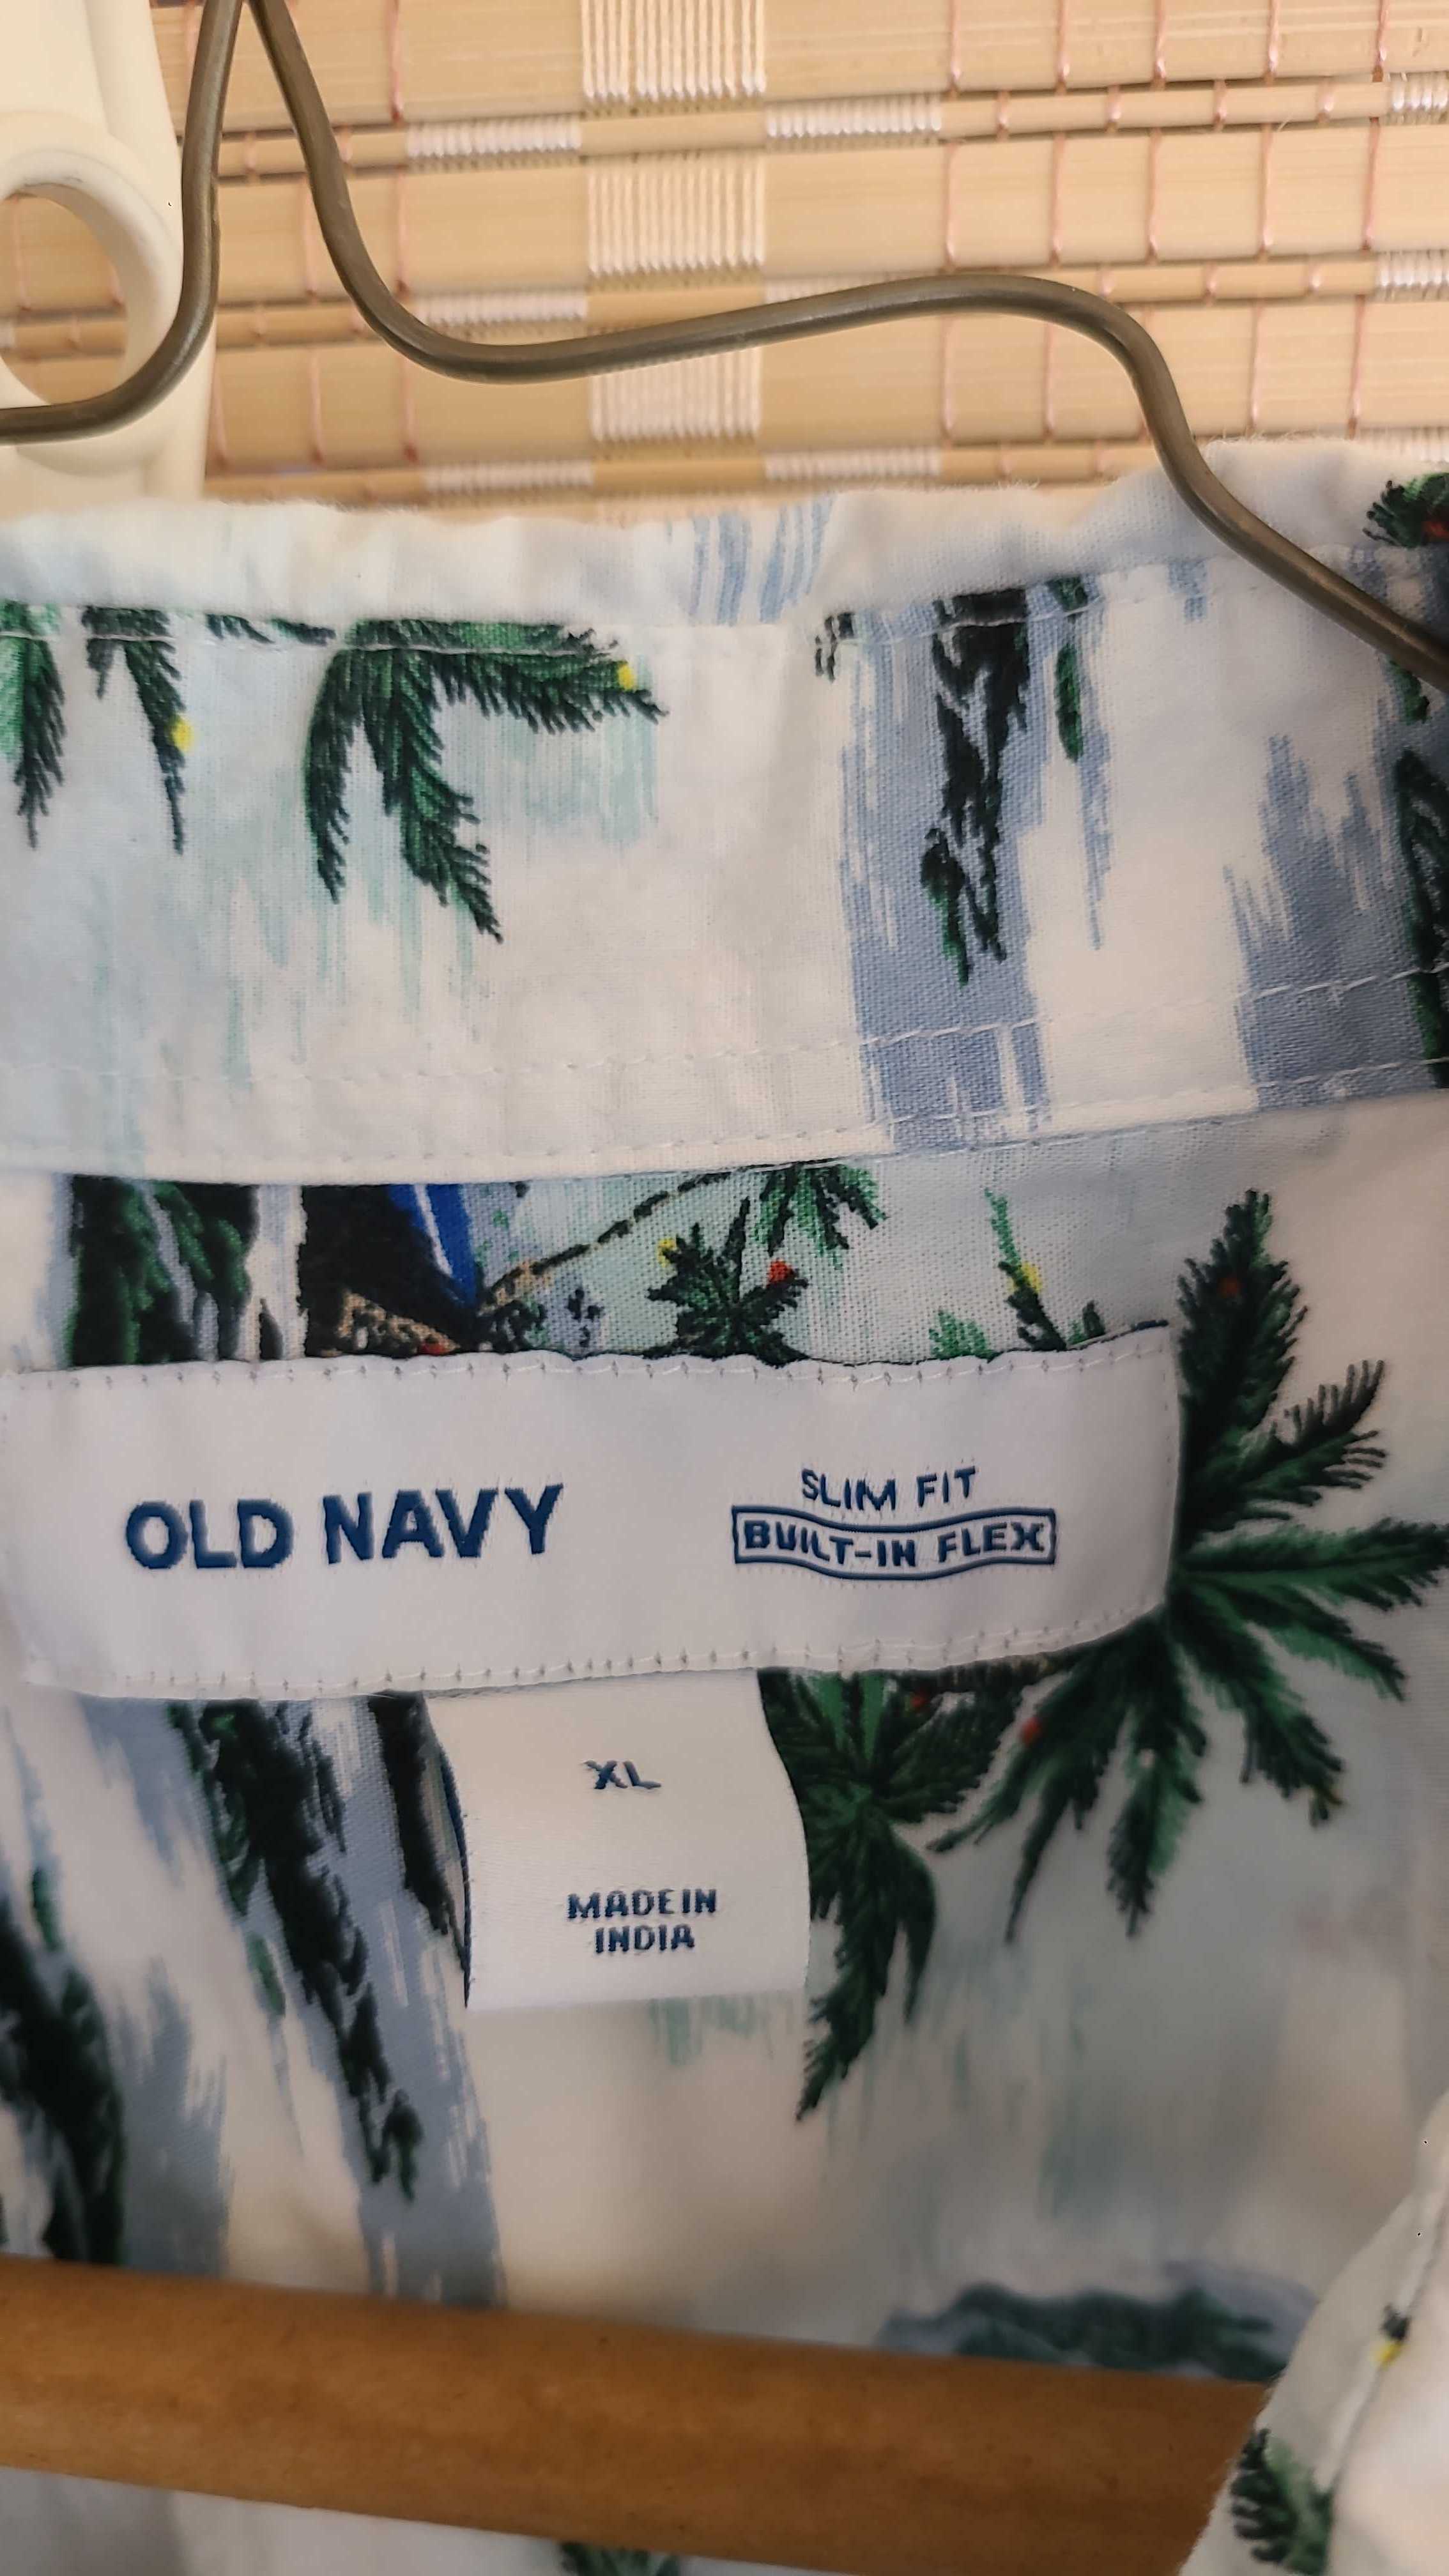 OLD NAVY
SLIM FIT
BUILT-IN FLEX
XL
MADE IN
INDIA